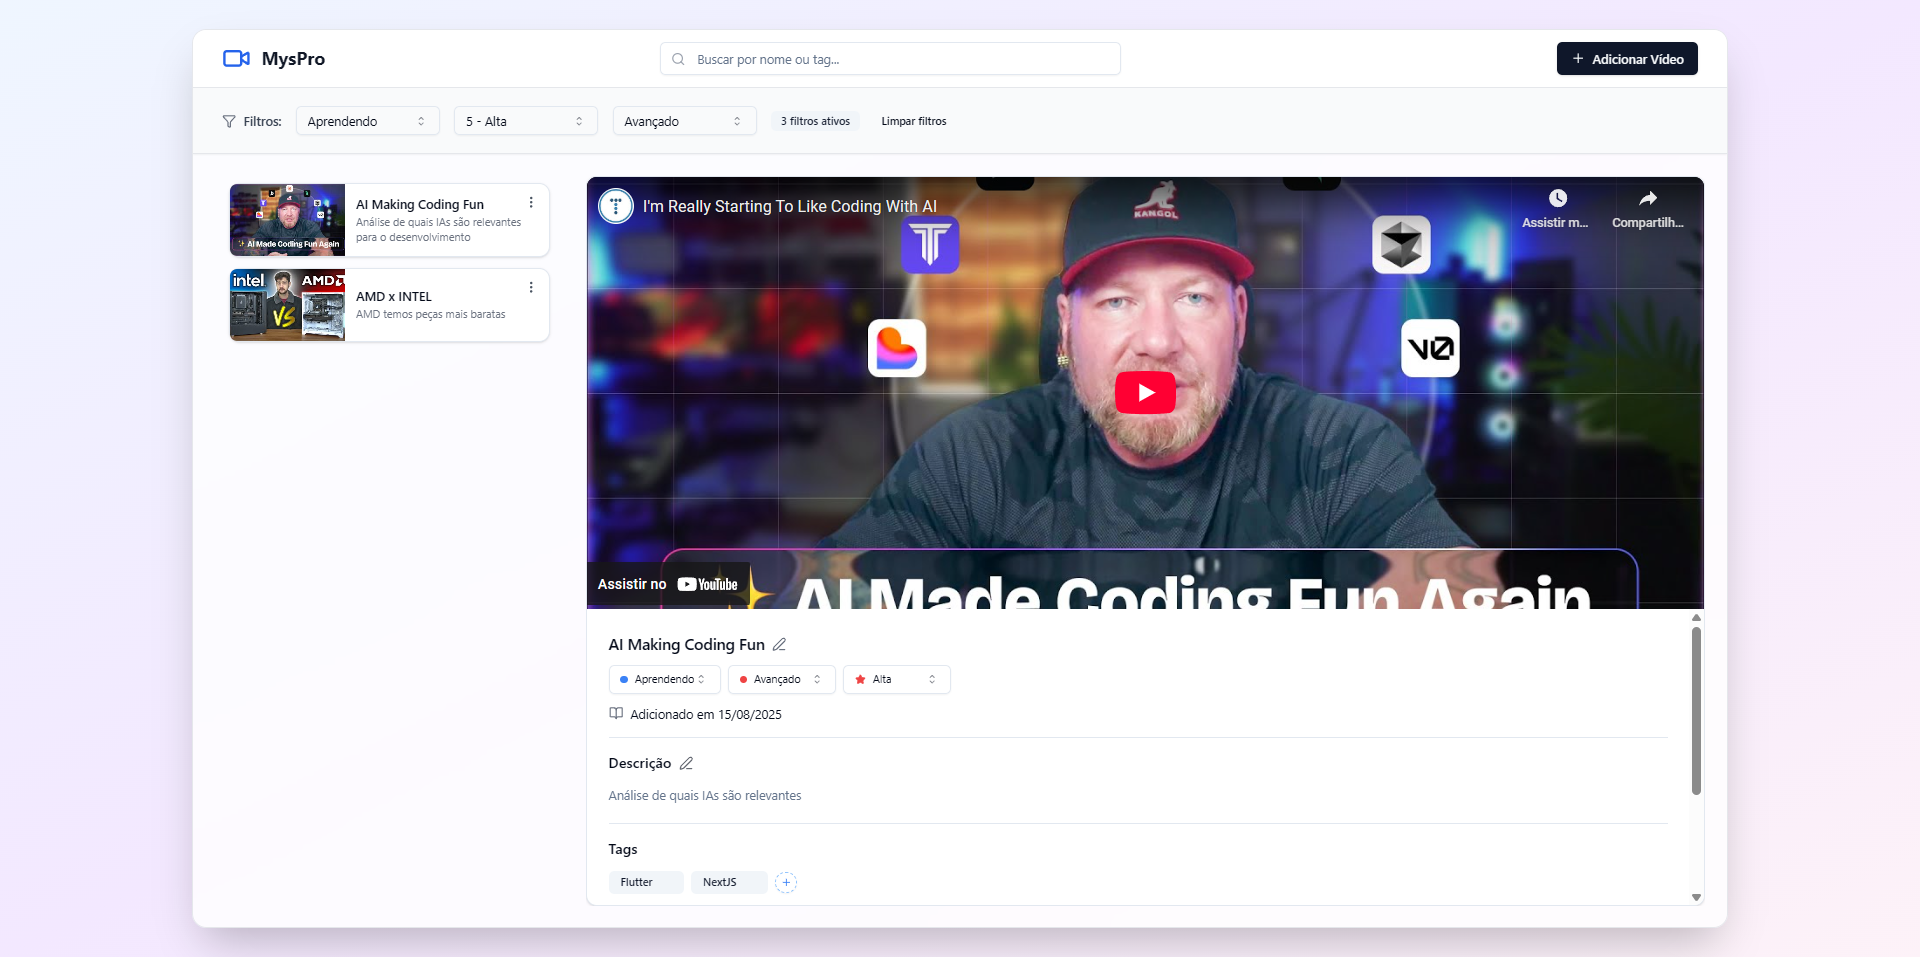 MysPro
Buscar por nome ou tag...
Adicionar Vídeo
Filtros:
Aprendendo
5 - Alta
Avançado
3 filtros ativos
Limpar filtros
AI Made Coding Fun Again
AI Making Coding Fun
Análise de quais IAs são relevantes
para o desenvolvimento
intel
AMD
VS
AMD x INTEL
AMD temos peças mais baratas
I'm Really Starting To Like Coding With AI
Assistir m...
Compartilh...
KANGOL
v0
Assistir no YouTube
AI Made Coding Fun Again
AI Making Coding Fun
Aprendendo
Avançado
Alta
Adicionado em 15/08/2025
Descrição
Análise de quais IAs são relevantes
Tags
Flutter
NextJS